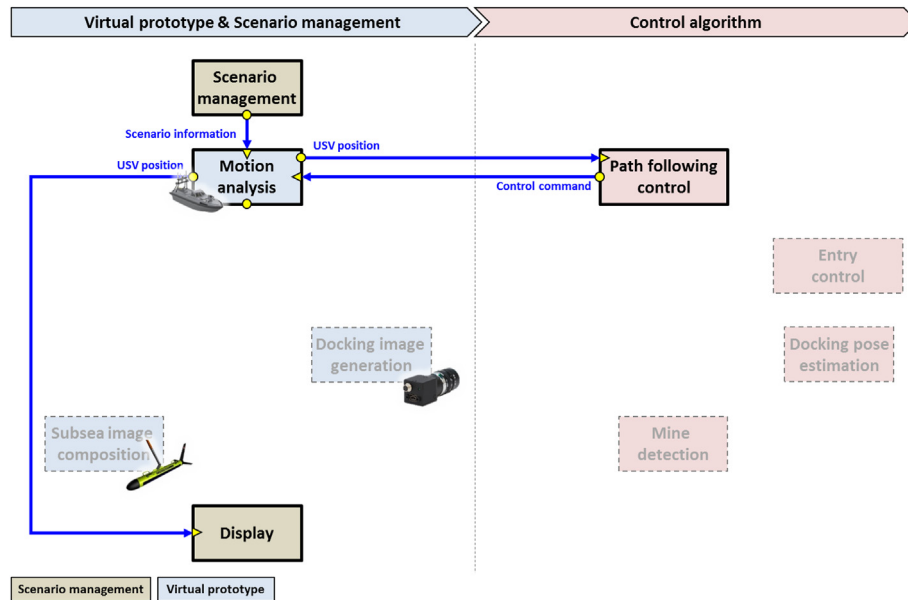 Virtual prototype & Scenario management
Control algorithm
Scenario
management
Scenario information
USV position
USV position
Motion
analysis
Path following
control
Control command
Entry
control
Docking image
generation
Docking pose
estimation
Subsea image
composition
Mine
detection
Display
Scenario management
Virtual prototype